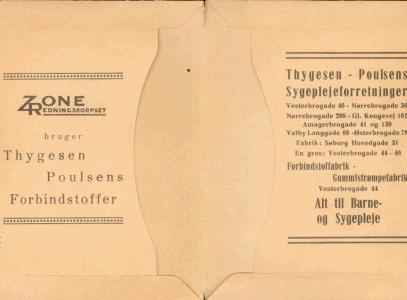 ZONE
REDNINGSKORPSET
bruger
Thygesen
Poulsens
Forbindstoffer
Thygesen - Poulsens
Sygeplejeforretninger
Vesterbrogade 46 - Nørrebrogade 56
Nørrebrogade 209 - Gl. Kongevej 161
Amagerbrogade 41 og 139
Valby Langgade 60 - Østerbrogade 78
Fabrik: Søborg Hovedgade 31
En gros: Vesterbrogade 44-46
Forbindstoffabrik -
Gummistrømpefabrik
Vesterbrogade 44
Alt til Barne-
og Sygepleje